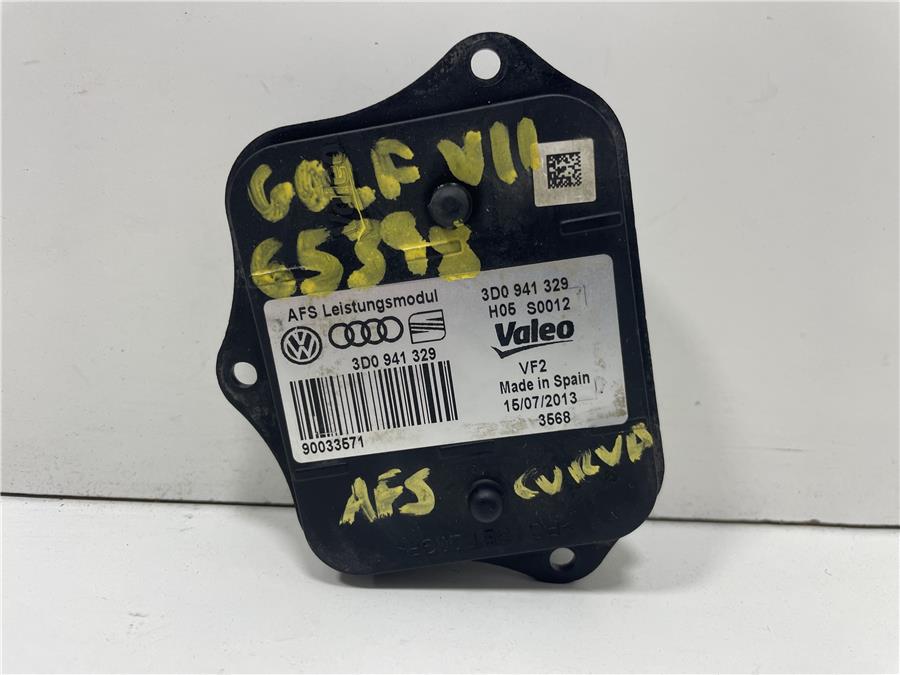 GOLF VII
65398
AFS Leistungsmodul
3D0 941 329
90033571
3D0 941 329
H05 S0012
Valeo
VF2
Made in Spain
15/07/2013
3568
AFS CURVA